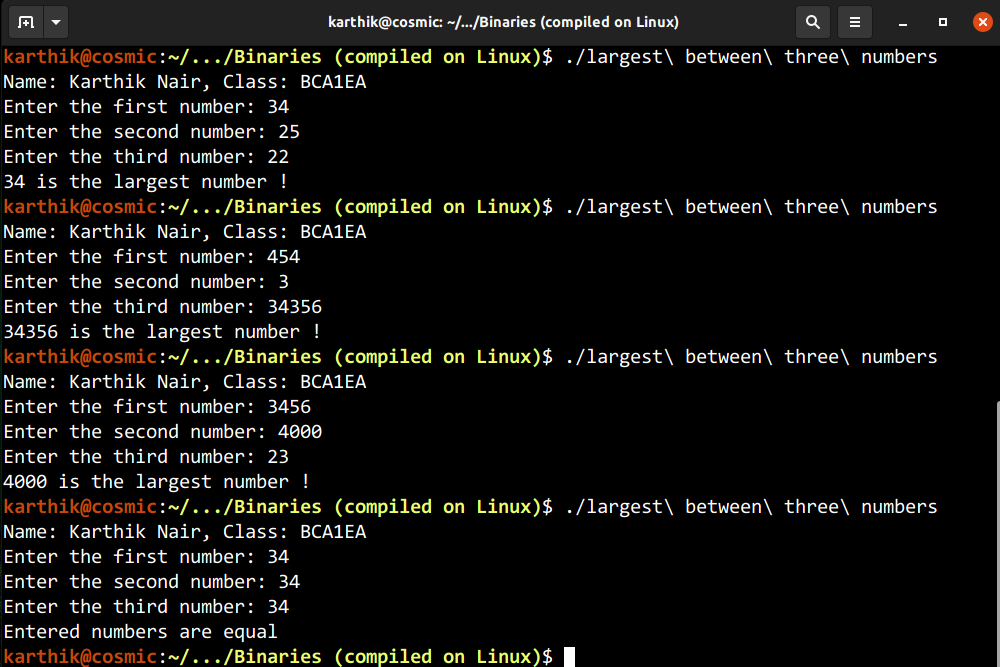 karthik@cosmic: ~/.../Binaries (compiled on Linux)
karthik@cosmic:~/.../Binaries (compiled on Linux)$ ./largest\ between\ three\ numbers
Name: Karthik Nair, Class: BCA1EA
Enter the first number: 34
Enter the second number: 25
Enter the third number: 22
34 is the largest number !
karthik@cosmic:~/.../Binaries (compiled on Linux)$ ./largest\ between\ three\ numbers
Name: Karthik Nair, Class: BCA1EA
Enter the first number: 454
Enter the second number: 3
Enter the third number: 34356
34356 is the largest number !
karthik@cosmic:~/.../Binaries (compiled on Linux)$ ./largest\ between\ three\ numbers
Name: Karthik Nair, Class: BCA1EA
Enter the first number: 3456
Enter the second number: 4000
Enter the third number: 23
4000 is the largest number !
karthik@cosmic:~/.../Binaries (compiled on Linux)$ ./largest\ between\ three\ numbers
Name: Karthik Nair, Class: BCA1EA
Enter the first number: 34
Enter the second number: 34
Enter the third number: 34
Entered numbers are equal
karthik@cosmic:~/.../Binaries (compiled on Linux)$